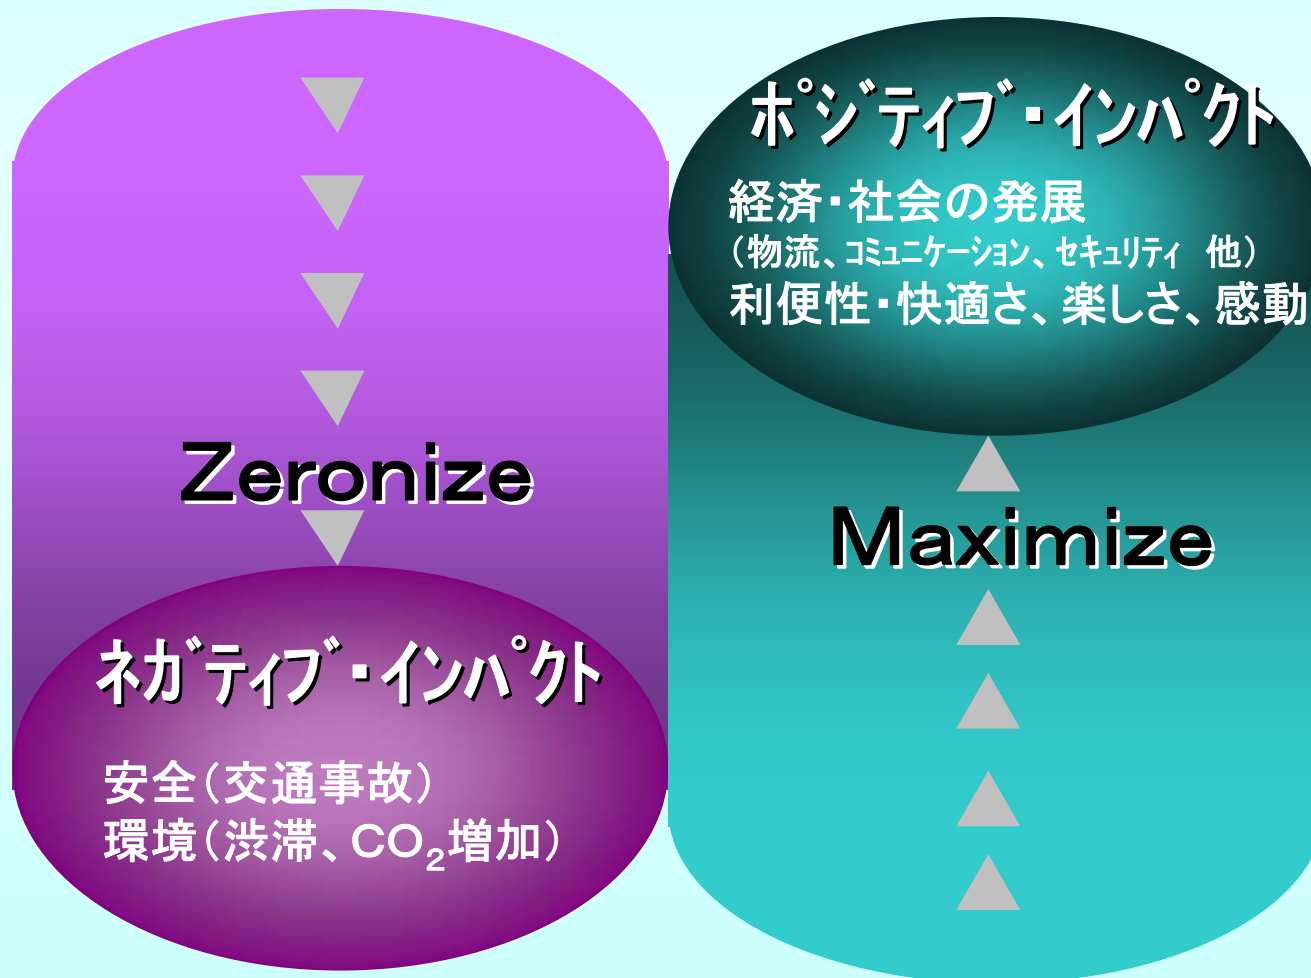 Zeronize
ﾈｶﾞﾃｨﾌﾞ・ｲﾝﾊﾟｸﾄ
安全（交通事故）
環境（渋滞、CO₂増加）
ﾎﾟｼﾞﾃｨﾌﾞ・ｲﾝﾊﾟｸﾄ
経済・社会の発展
（物流、ｺﾐｭﾆｹｰｼｮﾝ、ｾｷｭﾘﾃｨ　他）
利便性・快適さ、楽しさ、感動
Maximize